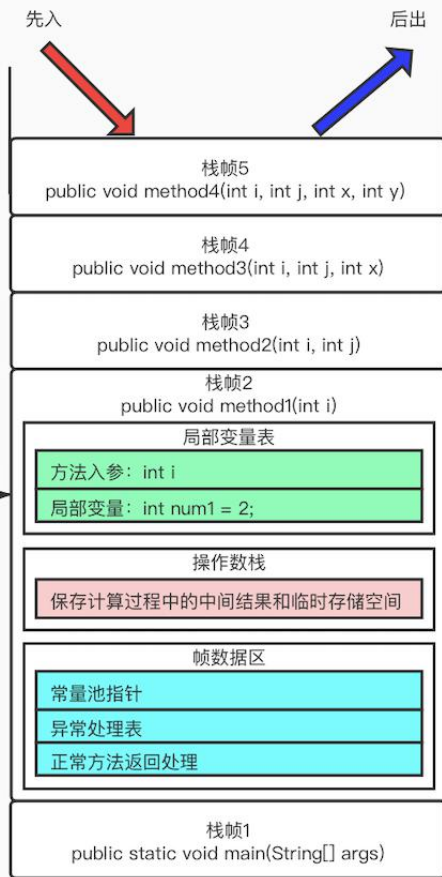 先入
后出
栈帧5
public void method4(int i, int j, int x, int y)
栈帧4
public void method3(int i, int j, int x)
栈帧3
public void method2(int i, int j)
栈帧2
public void method1(int i)
局部变量表
方法入参：int i
局部变量：int num1 = 2;
操作数栈
保存计算过程中的中间结果和临时存储空间
帧数据区
常量池指针
异常处理表
正常方法返回处理
栈帧1
public static void main(String[] args)